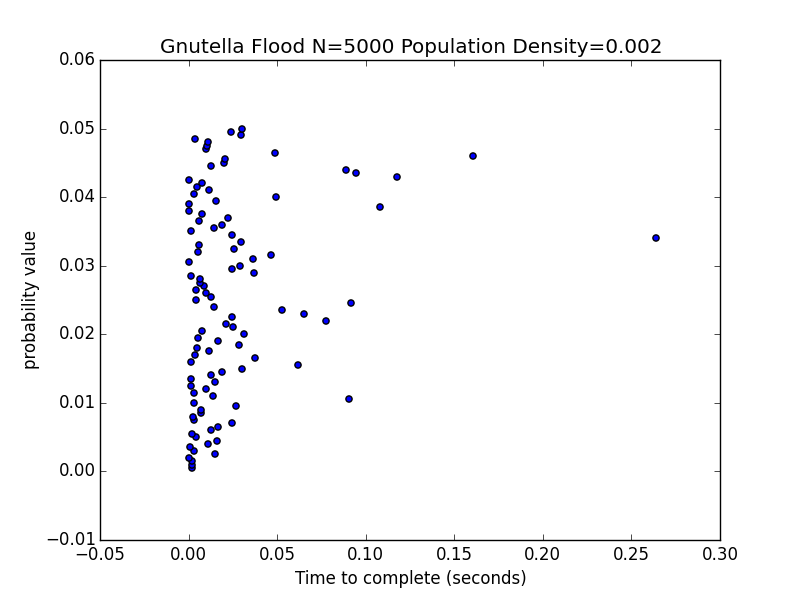 Gnutella Flood N=5000 Population Density=0.002
0.06
0.05
0.04
0.03
0.02
0.01
0.00
−0.01
probability value
−0.05 0.00 0.05 0.10 0.15 0.20 0.25 0.30
Time to complete (seconds)